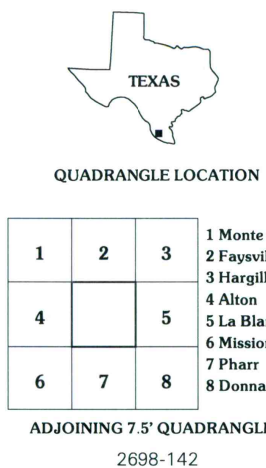 TEXAS
QUADRANGLE LOCATION
1 2 3
4 5
6 7 8
1 Monte
2 Faysvil
3 Hargill
4 Alton
5 La Bla
6 Mission
7 Pharr
8 Donna
ADJOINING 7.5' QUADRANGL
2698-142